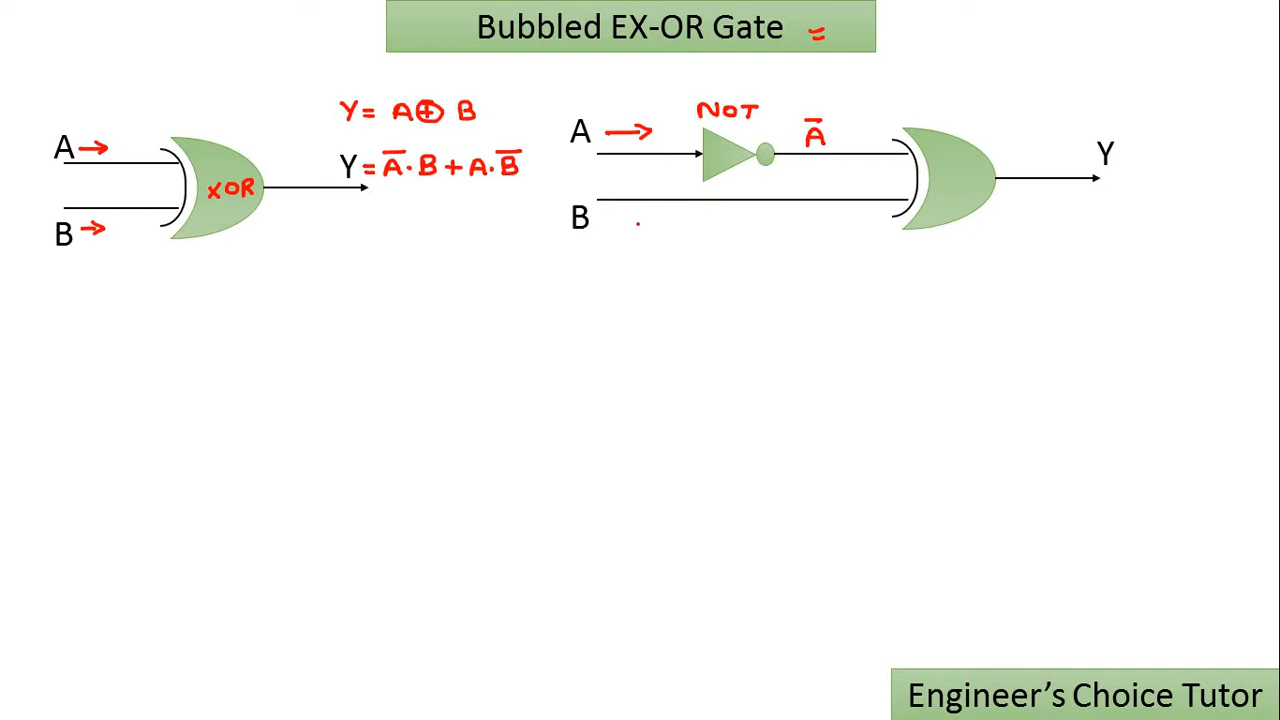 Bubbled EX-OR Gate =
Y = A ⊕ B
A →
Y = A̅·B + A·B̅
XOR
B →
A →
NOT
A̅
B
Y
Engineer's Choice Tutor